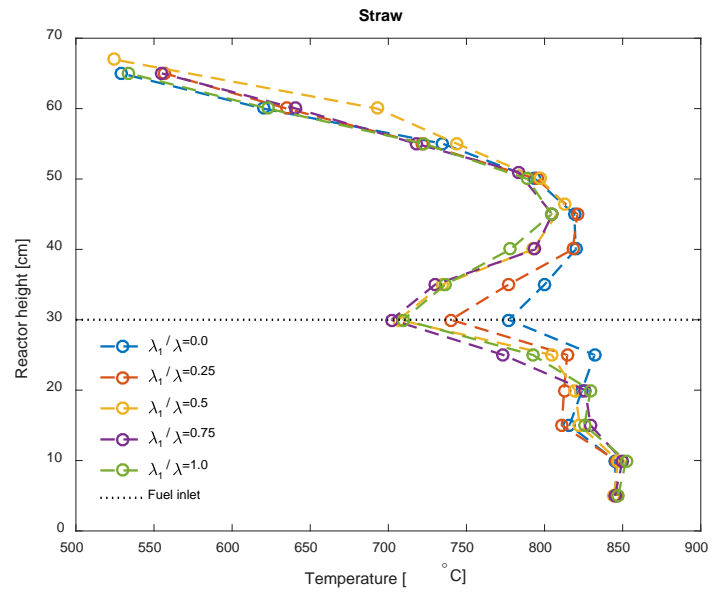 Straw
70
60
50
40
30
20
10
0
Reactor height [cm]
λ1 / λ=0.0
λ1 / λ=0.25
λ1 / λ=0.5
λ1 / λ=0.75
λ1 / λ=1.0
Fuel inlet
500 550 600 650 700 750 800 850 900
Temperature [ °C]